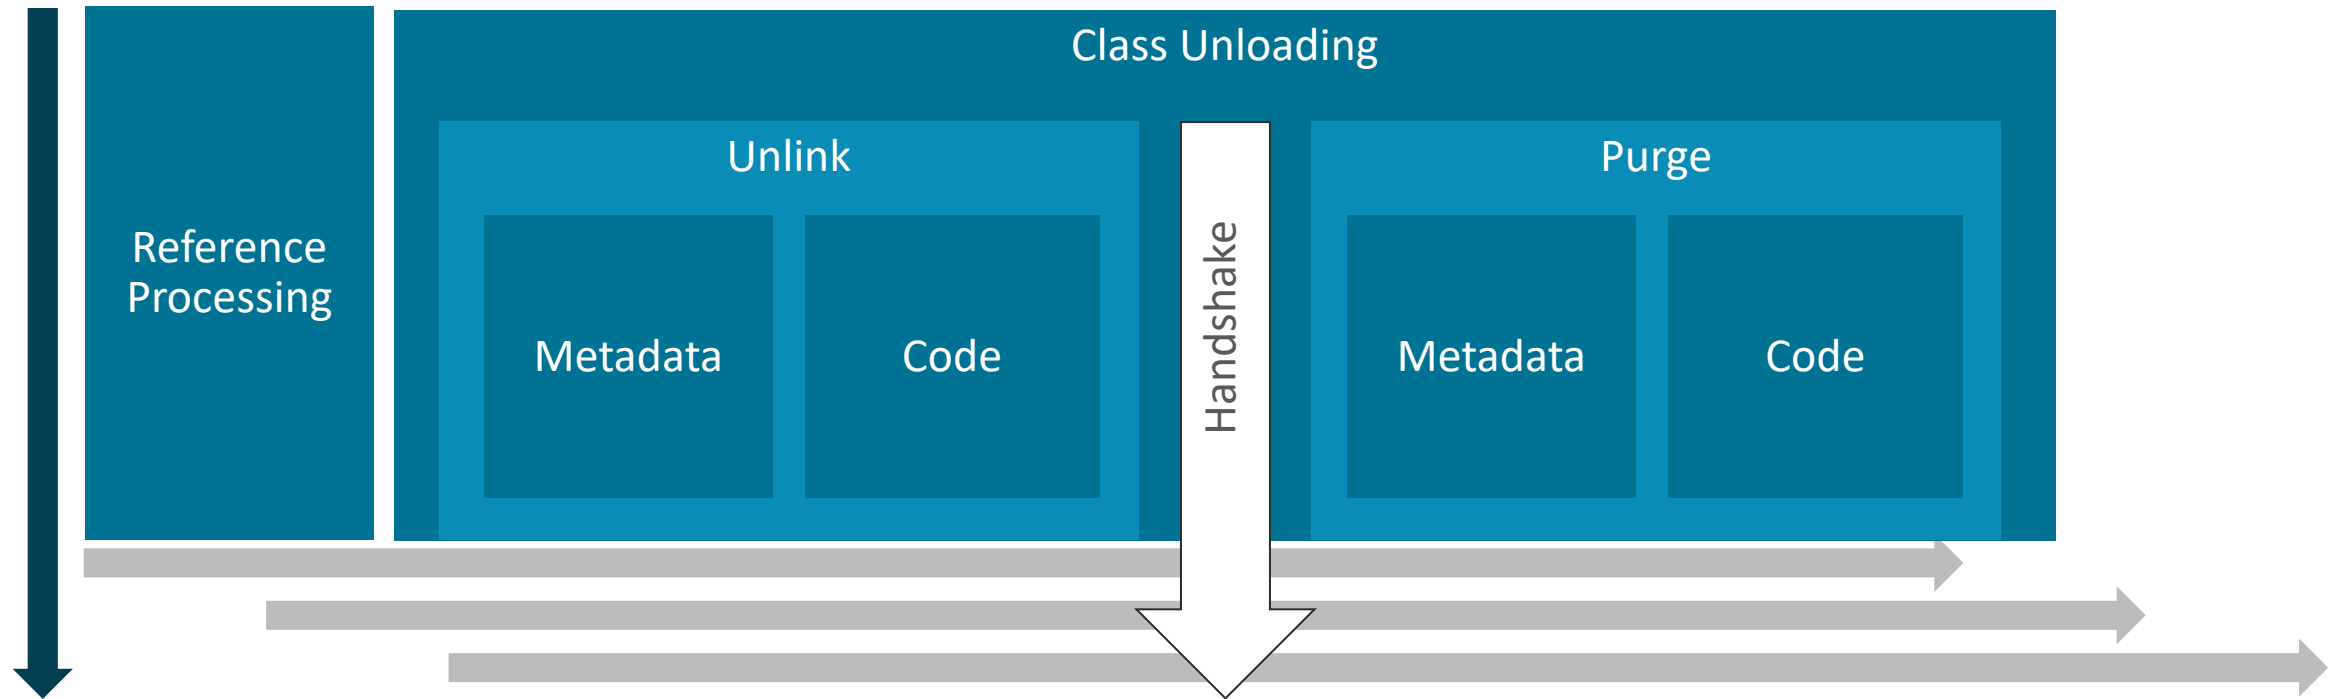 Class Unloading
Reference
Processing
Unlink
Metadata
Code
Handshake
Purge
Metadata
Code